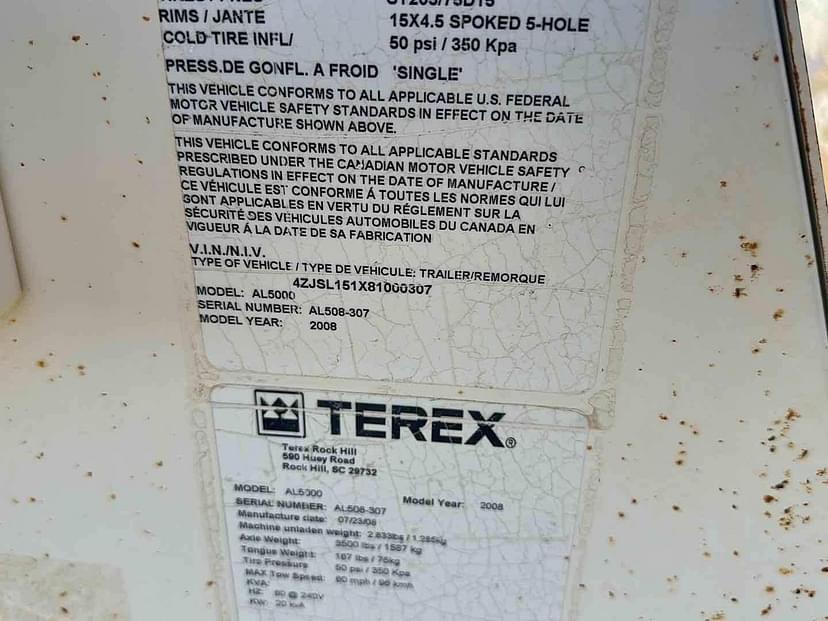 RIMS / JANTE 15X4.5 SPOKED 5-HOLE
COLD TIRE INFL/ 50 psi / 350 Kpa
PRESS.DE GONFL. A FROID 'SINGLE'
THIS VEHICLE CONFORMS TO ALL APPLICABLE U.S. FEDERAL
MOTOR VEHICLE SAFETY STANDARDS IN EFFECT ON THE DATE
OF MANUFACTURE SHOWN ABOVE.
THIS VEHICLE CONFORMS TO ALL APPLICABLE STANDARDS
PRESCRIBED UNDER THE CANADIAN MOTOR VEHICLE SAFETY
REGULATIONS IN EFFECT ON THE DATE OF MANUFACTURE /
CE VÉHICULE EST CONFORME Á TOUTES LES NORMES QUI LUI
SONT APPLICABLES EN VERTU DU RÉGLEMENT SUR LA
SÉCURITÉ DES VEHICULES AUTOMOBILES DU CANADA EN
VIGUEUR Á LA DATE DE SA FABRICATION
V.I.N./N.I.V.
TYPE OF VEHICLE / TYPE DE VEHICULE: TRAILER/REMORQUE
4ZJSL151X81000307
MODEL: AL5000
SERIAL NUMBER: AL508-307
MODEL YEAR: 2008
TEREX®
Terex Rock Hill
590 Huey Road
Rock Hill, SC 29732
MODEL: AL5000 Model Year: 2008
SERIAL NUMBER: AL508-307
Manufacture date: 07/23/08
Machine unladen weight: 2,833lbs / 1,285kg
Axle Weight: 3500 lbs / 1587 kg
Tongue Weight: 167 lbs / 76kg
Tire Pressure 50 psi / 350 Kpa
MAX Tow Speed: 60 mph / 96 kmh
KVA:
HZ: 60 @ 240V
KW: 20 kvA